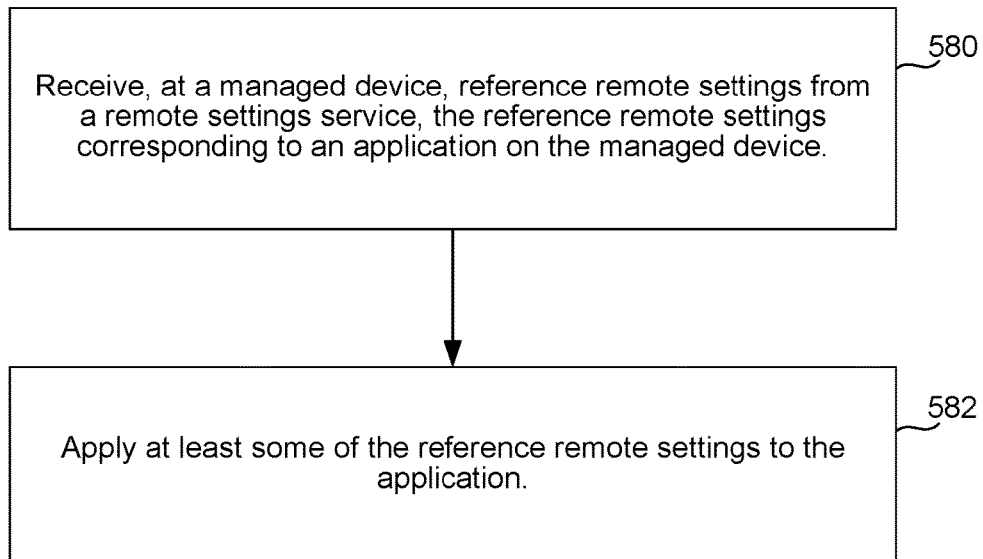 580
Receive, at a managed device, reference remote settings from
a remote settings service, the reference remote settings
corresponding to an application on the managed device.
582
Apply at least some of the reference remote settings to the
application.